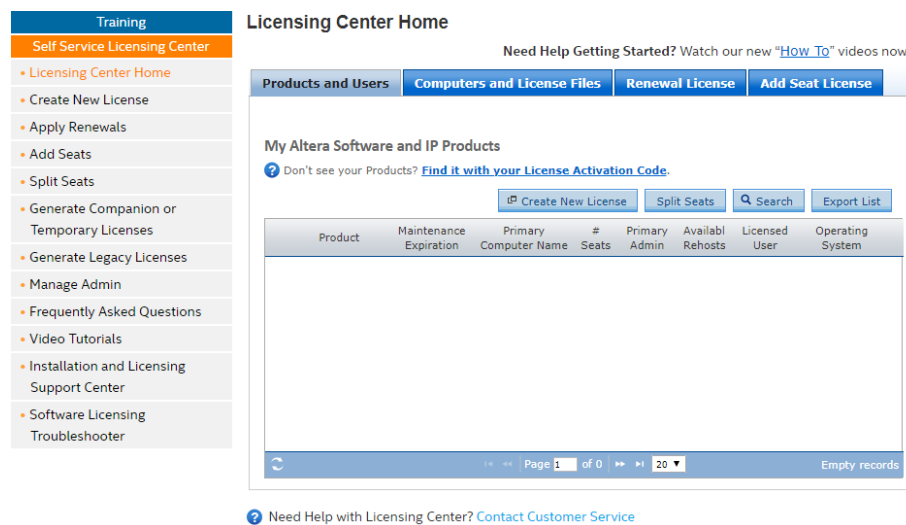 Training
Self Service Licensing Center
• Licensing Center Home
• Create New License
• Apply Renewals
• Add Seats
• Split Seats
• Generate Companion or
Temporary Licenses
• Generate Legacy Licenses
• Manage Admin
• Frequently Asked Questions
• Video Tutorials
• Installation and Licensing
Support Center
• Software Licensing
Troubleshooter
Licensing Center Home
Need Help Getting Started? Watch our new “How To” videos now
Products and Users Computers and License Files Renewal License Add Seat License
My Altera Software and IP Products
? Don't see your Products? Find it with your License Activation Code.
Create New License Split Seats Search Export List
Product Maintenance Expiration Primary Computer Name # Seats Primary Admin Availabl Rehosts Licensed User Operating System
Page 1 of 0 20 Empty records
? Need Help with Licensing Center? Contact Customer Service